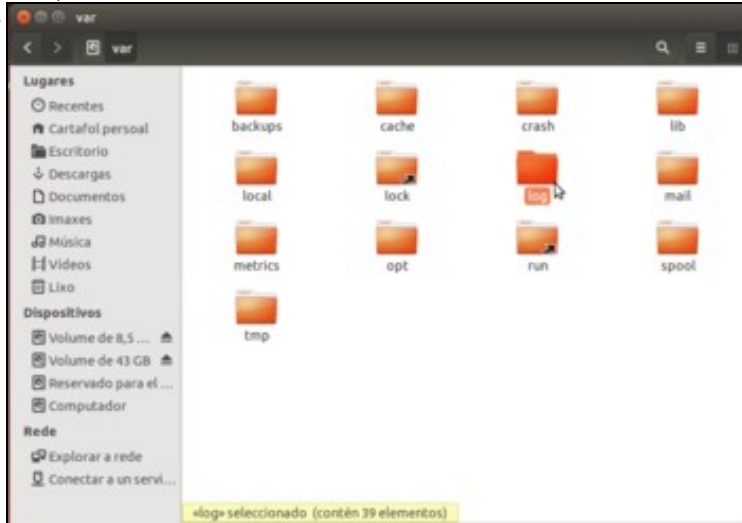 var
var
Lugares
Recentes
Cartafol persoal
Escritorio
Descargas
Documentos
Imaxes
Música
Vídeos
Lixo
Dispositivos
Volume de 8,5 ...
Volume de 43 GB
Reservado para el ...
Computador
Rede
Explorar a rede
Conectar a un servi...
backups cache crash lib
local lock log mail
metrics opt run spool
tmp
«log» seleccionado (contén 39 elementos)